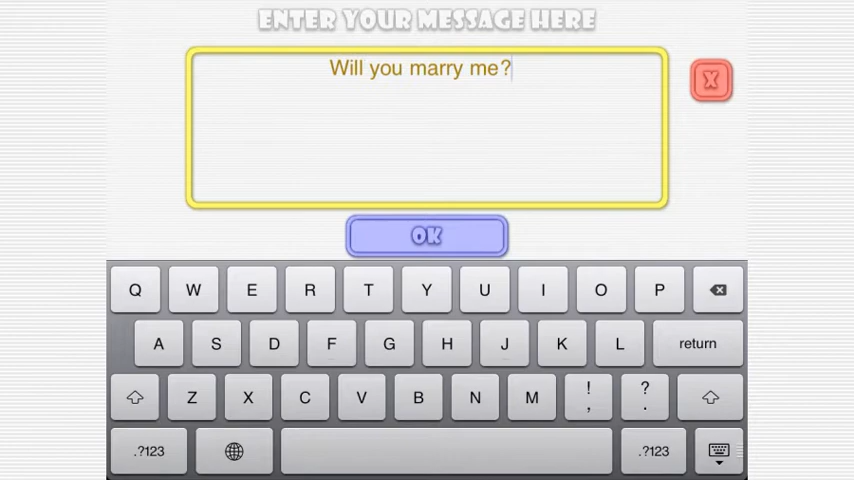 ENTER YOUR MESSAGE HERE
Will you marry me?
X
OK
Q W E R T Y U I O P
A S D F G H J K L return
Z X C V B N M ! , ? .
.?123 .?123